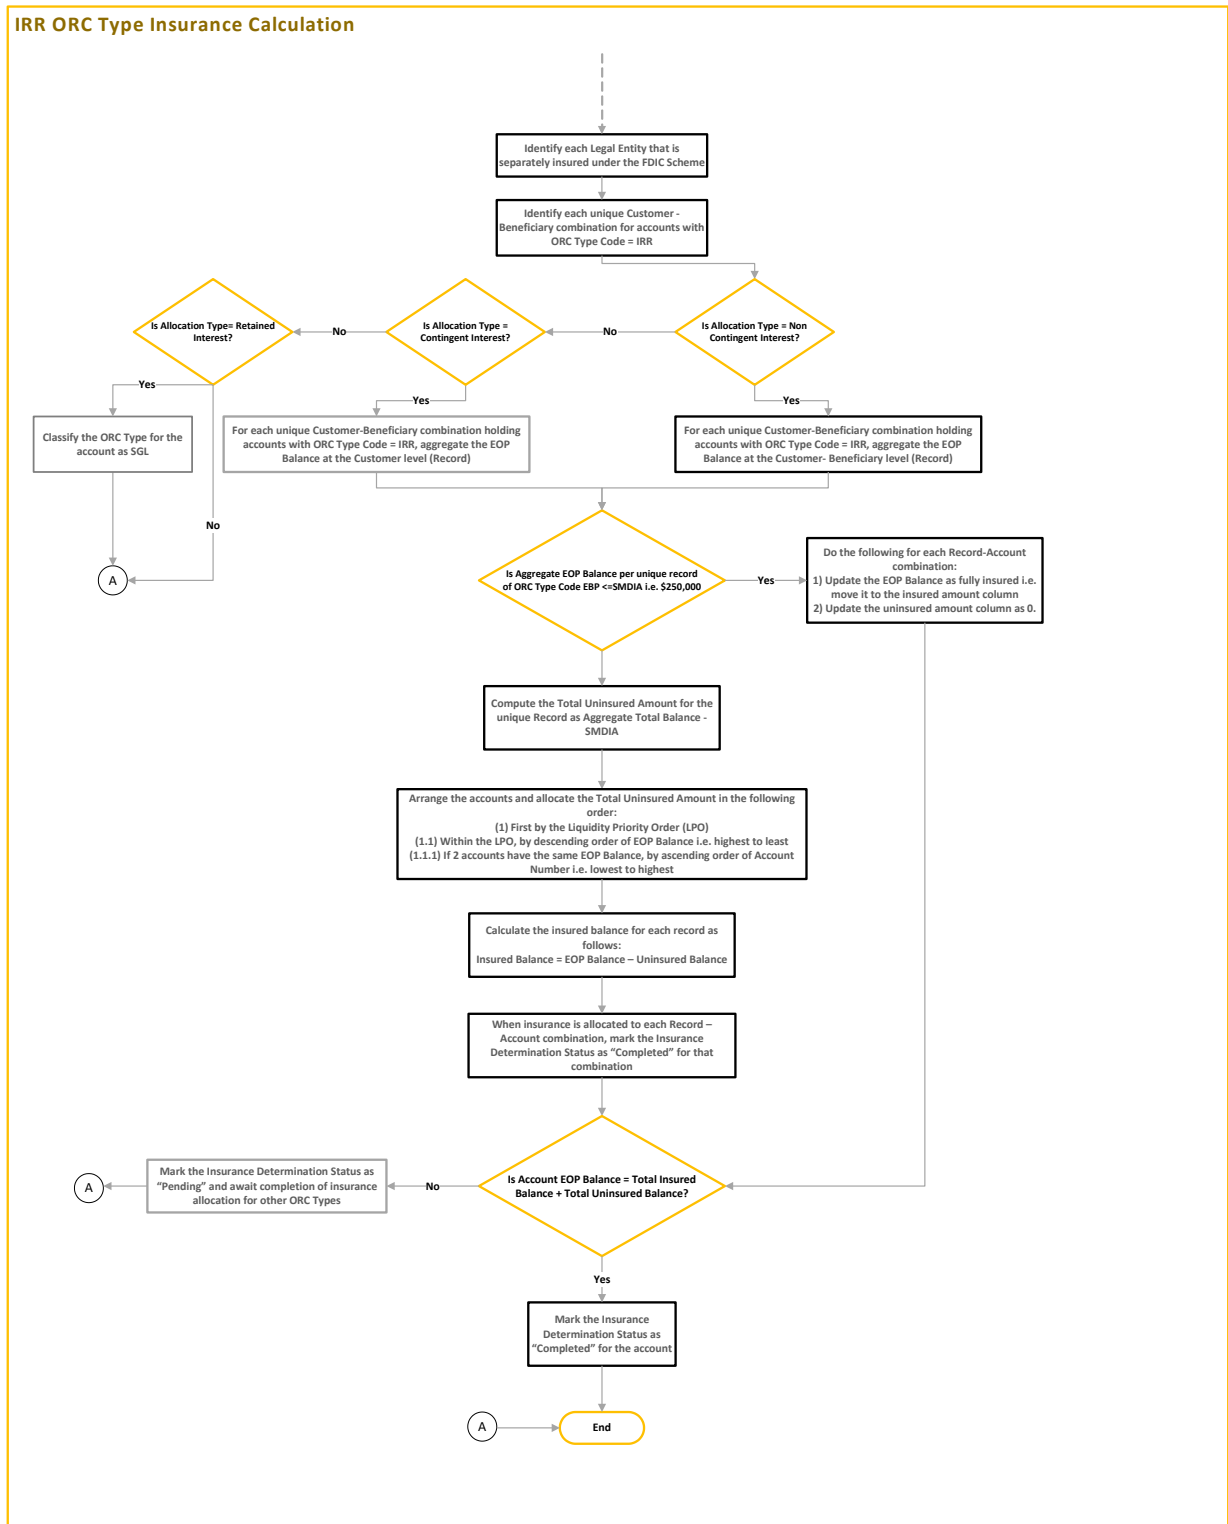 IRR ORC Type Insurance Calculation
Identify each Legal Entity that is
separately insured under the FDIC Scheme
Identify each unique Customer -
Beneficiary combination for accounts with
ORC Type Code = IRR
Is Allocation Type= Retained
Interest?
No
Is Allocation Type =
Contingent Interest?
No
Is Allocation Type = Non
Contingent Interest?
Yes
Yes
Yes
Classify the ORC Type for the
account as SGL
For each unique Customer-Beneficiary combination holding
accounts with ORC Type Code = IRR, aggregate the EOP
Balance at the Customer level (Record)
For each unique Customer-Beneficiary combination holding
accounts with ORC Type Code = IRR, aggregate the EOP
Balance at the Customer- Beneficiary level (Record)
No
A
Is Aggregate EOP Balance per unique record
of ORC Type Code EBP <=SMDIA i.e. $250,000
Yes
Do the following for each Record-Account
combination:
1) Update the EOP Balance as fully insured i.e.
move it to the insured amount column
2) Update the uninsured amount column as 0.
Compute the Total Uninsured Amount for the
unique Record as Aggregate Total Balance -
SMDIA
Arrange the accounts and allocate the Total Uninsured Amount in the following
order:
(1) First by the Liquidity Priority Order (LPO)
(1.1) Within the LPO, by descending order of EOP Balance i.e. highest to least
(1.1.1) If 2 accounts have the same EOP Balance, by ascending order of Account
Number i.e. lowest to highest
Calculate the insured balance for each record as
follows:
Insured Balance = EOP Balance – Uninsured Balance
When insurance is allocated to each Record –
Account combination, mark the Insurance
Determination Status as “Completed” for that
combination
A
Mark the Insurance Determination Status as
“Pending” and await completion of insurance
allocation for other ORC Types
No
Is Account EOP Balance = Total Insured
Balance + Total Uninsured Balance?
Yes
Mark the Insurance
Determination Status as
“Completed” for the account
A
End